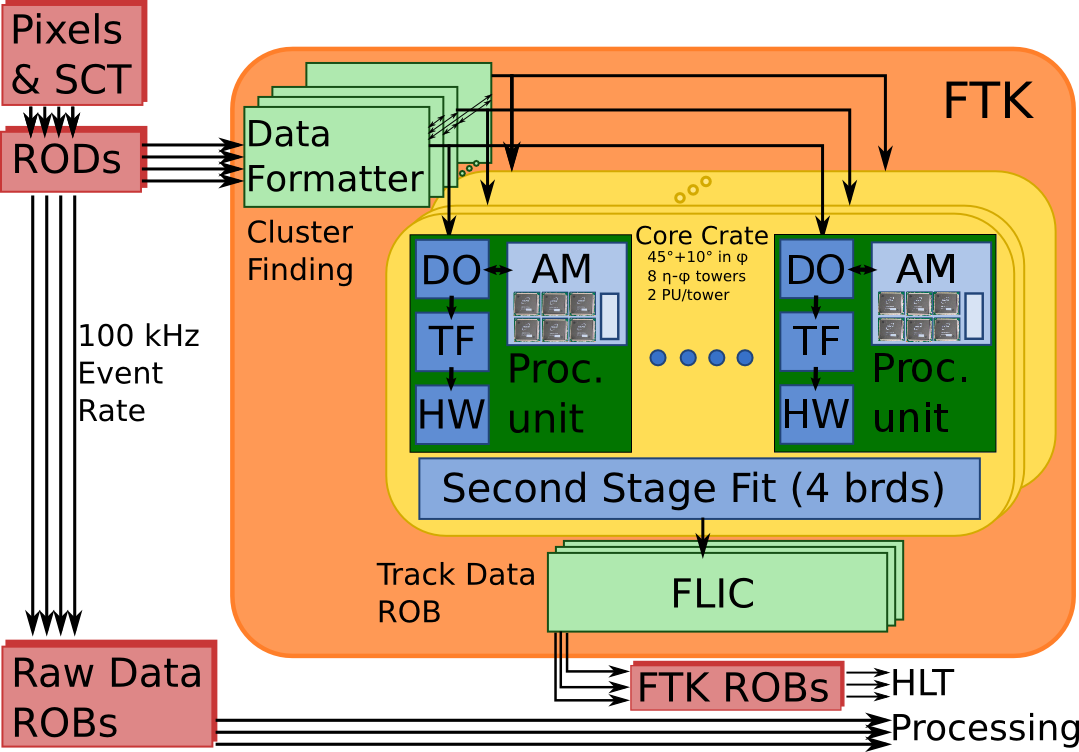 Pixels
& SCT
RODs
FTK
Data
Formatter
Cluster
Finding
100 kHz
Event
Rate
Core Crate
45°+10° in φ
8 η-φ towers
2 PU/tower
DO
AM
TF
HW
Proc.
unit
DO
AM
TF
HW
Proc.
unit
Second Stage Fit (4 brds)
Track Data
ROB
FLIC
Raw Data
ROBs
FTK ROBs
HLT
Processing